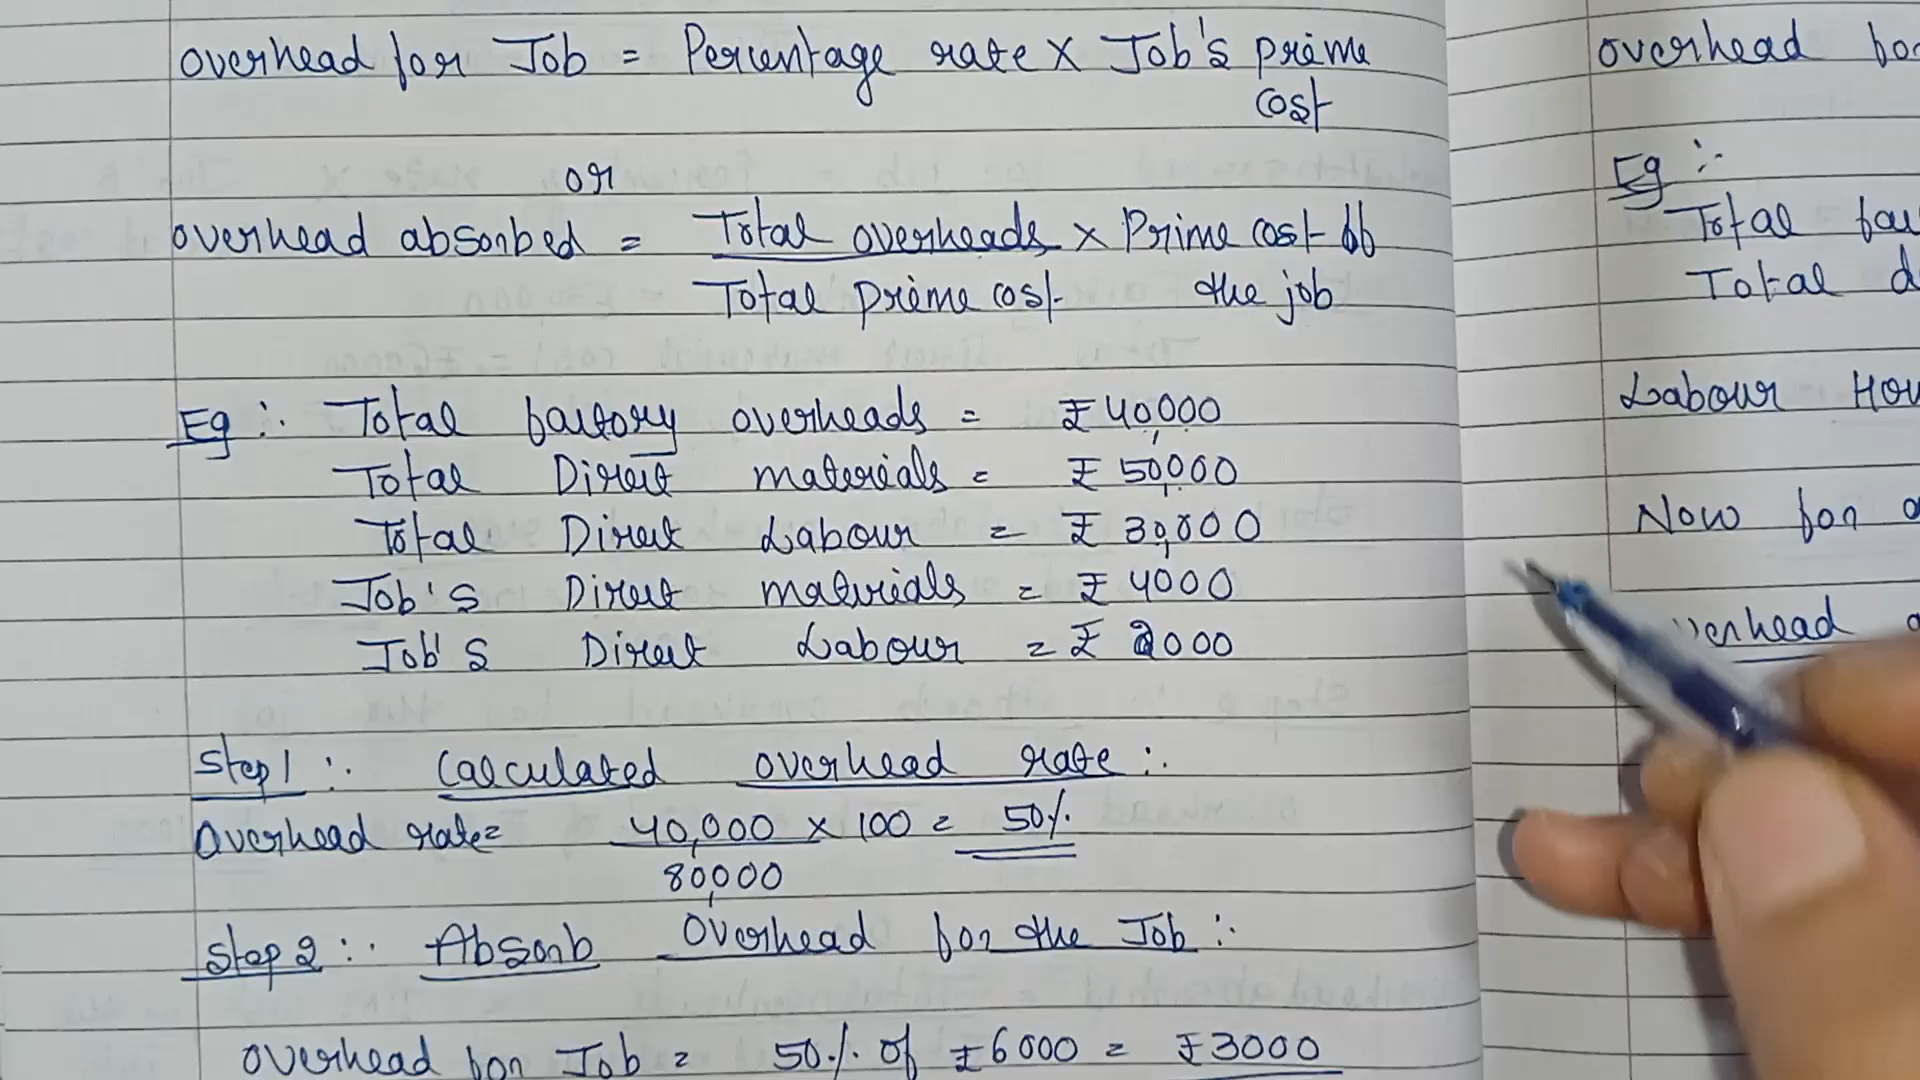 overhead for Job = Percentage rate × Job's prime
cost
or
overhead absorbed = Total overheads × Prime cost of
Total prime cost the job
Eg :- Total factory overheads = ₹ 40,000
Total Direct materials = ₹ 50,000
Total Direct Labour = ₹ 30,000
Job's Direct materials = ₹ 4000
Job's Direct Labour = ₹ 2000
Step 1 :- Calculated overhead rate :-
Overhead rate = 40,000 × 100 = 50%
80,000
Step 2 :- Absorb overhead for the Job :-
overhead for Job = 50% of ₹6000 = ₹3000
overhead
Eg :-
Total
Total
Labour
Now for